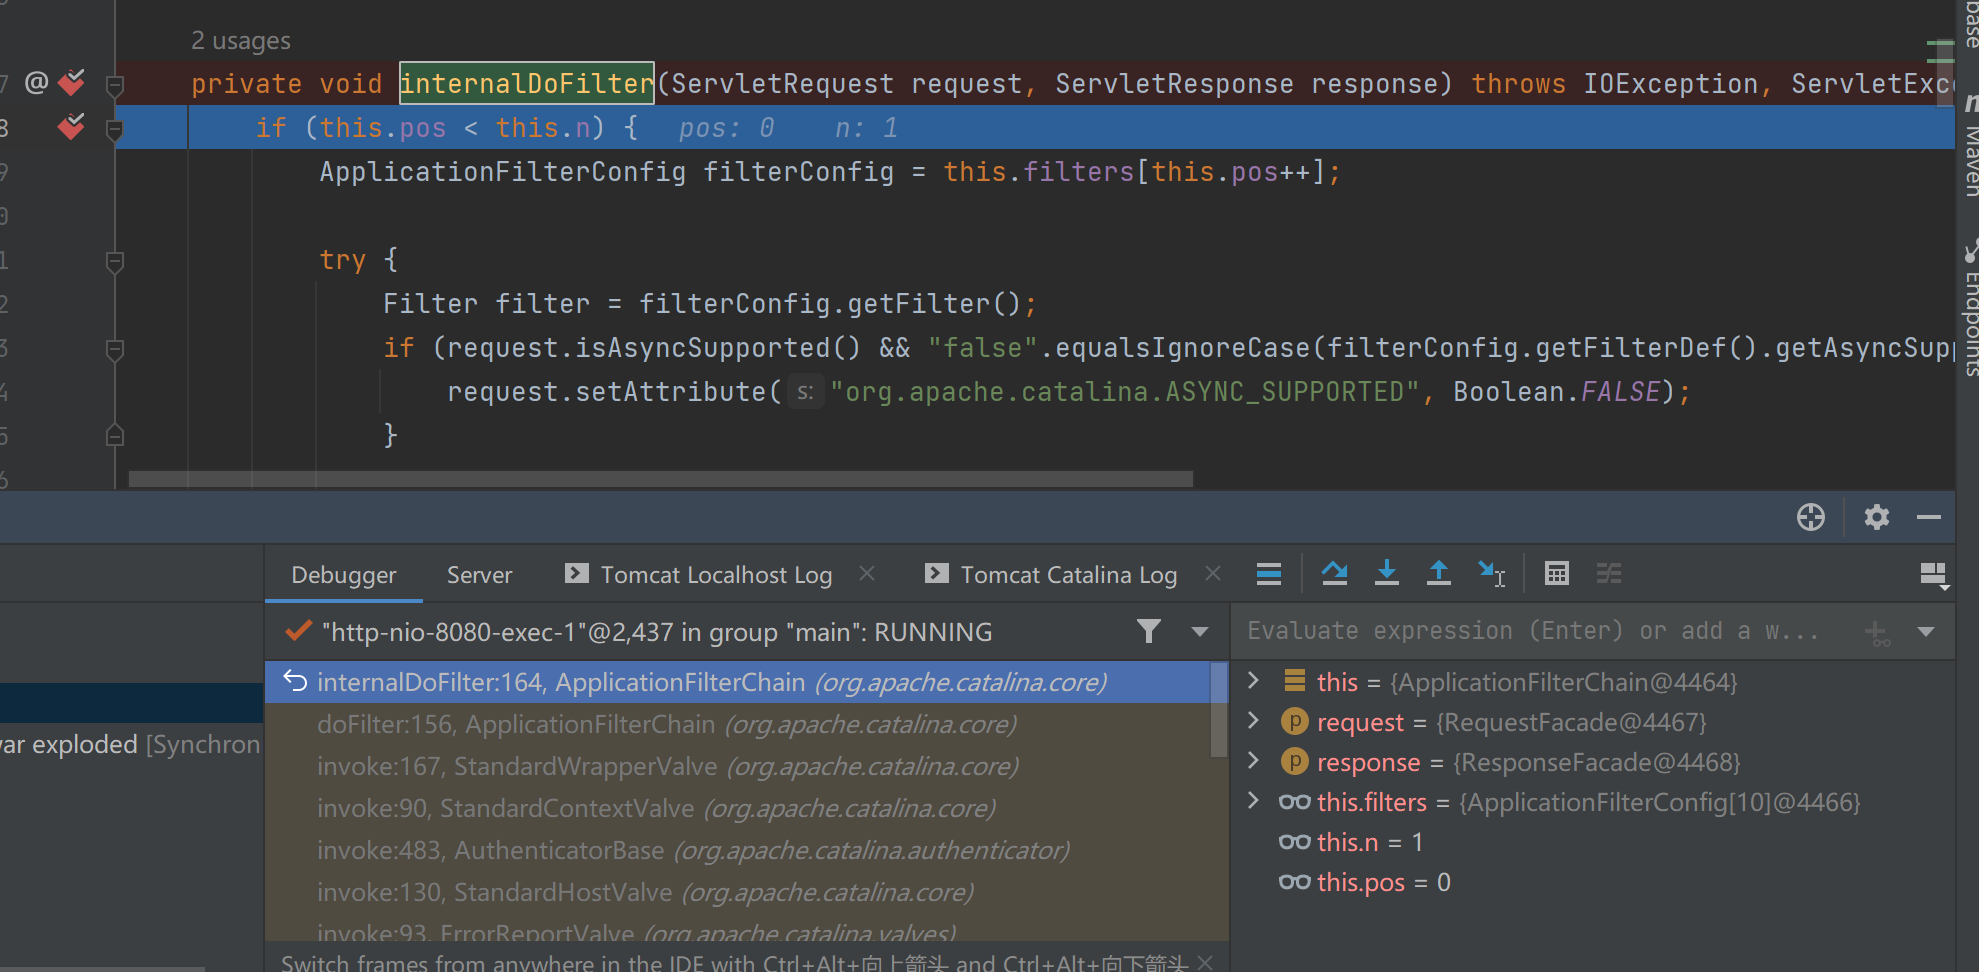 2 usages
7 @ private void internalDoFilter(ServletRequest request, ServletResponse response) throws IOException, ServletExc
8 if (this.pos < this.n) { pos: 0 n: 1
9 ApplicationFilterConfig filterConfig = this.filters[this.pos++];
0
1 try {
2 Filter filter = filterConfig.getFilter();
3 if (request.isAsyncSupported() && "false".equalsIgnoreCase(filterConfig.getFilterDef().getAsyncSupp
4 request.setAttribute( s: "org.apache.catalina.ASYNC_SUPPORTED", Boolean.FALSE);
5 }
6
base
Maven
Endpoints
Debugger Server Tomcat Localhost Log Tomcat Catalina Log
"http-nio-8080-exec-1"@2,437 in group "main": RUNNING
internalDoFilter:164, ApplicationFilterChain (org.apache.catalina.core)
doFilter:156, ApplicationFilterChain (org.apache.catalina.core)
invoke:167, StandardWrapperValve (org.apache.catalina.core)
invoke:90, StandardContextValve (org.apache.catalina.core)
invoke:483, AuthenticatorBase (org.apache.catalina.authenticator)
invoke:130, StandardHostValve (org.apache.catalina.core)
invoke:93, ErrorReportValve (org.apache.catalina.valves)
Switch frames from anywhere in the IDE with Ctrl+Alt+向上箭头 and Ctrl+Alt+向下箭头
ar exploded [Synchron
Evaluate expression (Enter) or add a w...
this = {ApplicationFilterChain@4464}
request = {RequestFacade@4467}
response = {ResponseFacade@4468}
this.filters = {ApplicationFilterConfig[10]@4466}
this.n = 1
this.pos = 0